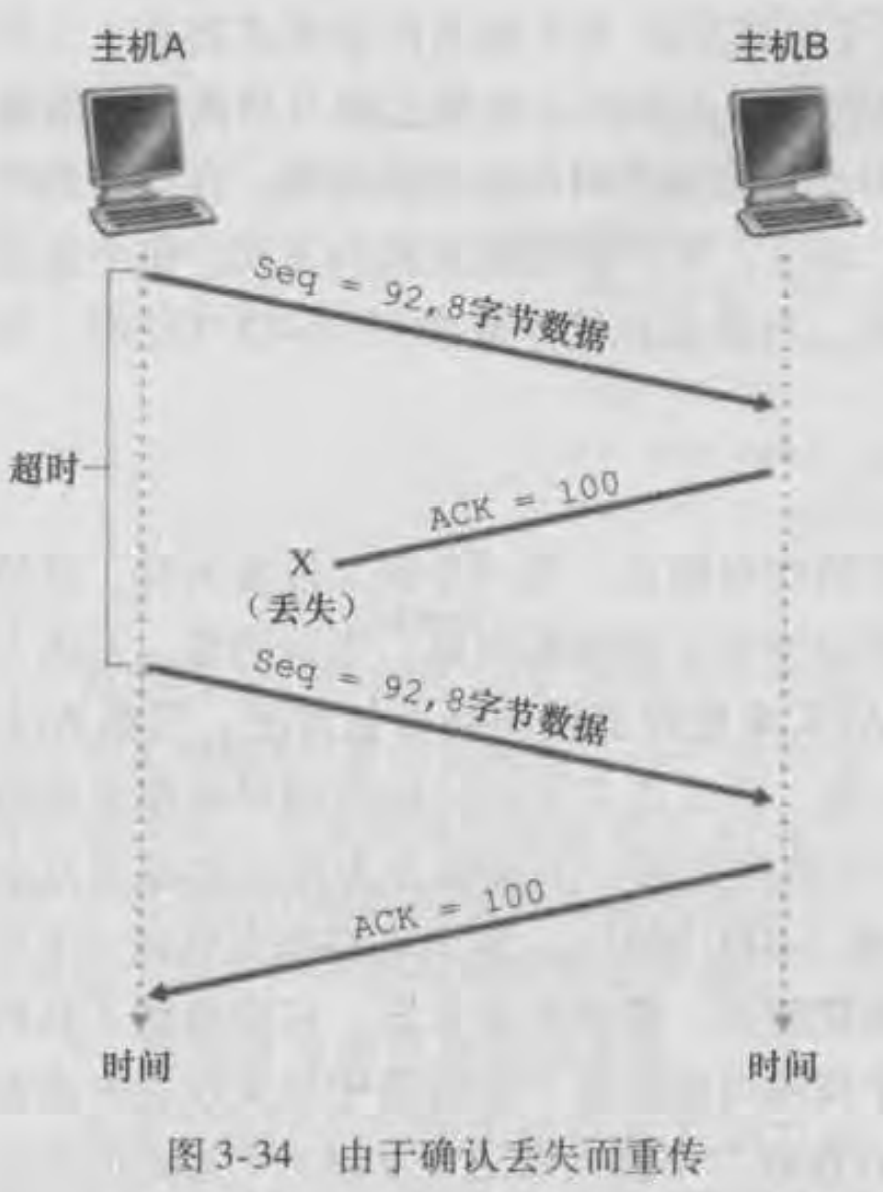 主机A
主机B
Seq = 92,8字节数据
超时
ACK = 100
X
(丢失)
Seq = 92,8字节数据
ACK = 100
时间
时间
图 3-34 由于确认丢失而重传